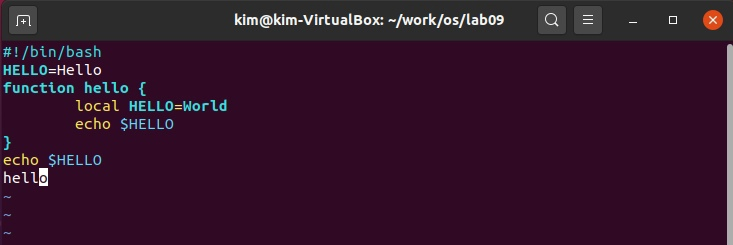 kim@kim-VirtualBox: ~/work/os/lab09
#!/bin/bash
HELLO=Hello
function hello {
        local HELLO=World
        echo $HELLO
}
echo $HELLO
hello
~
~
~